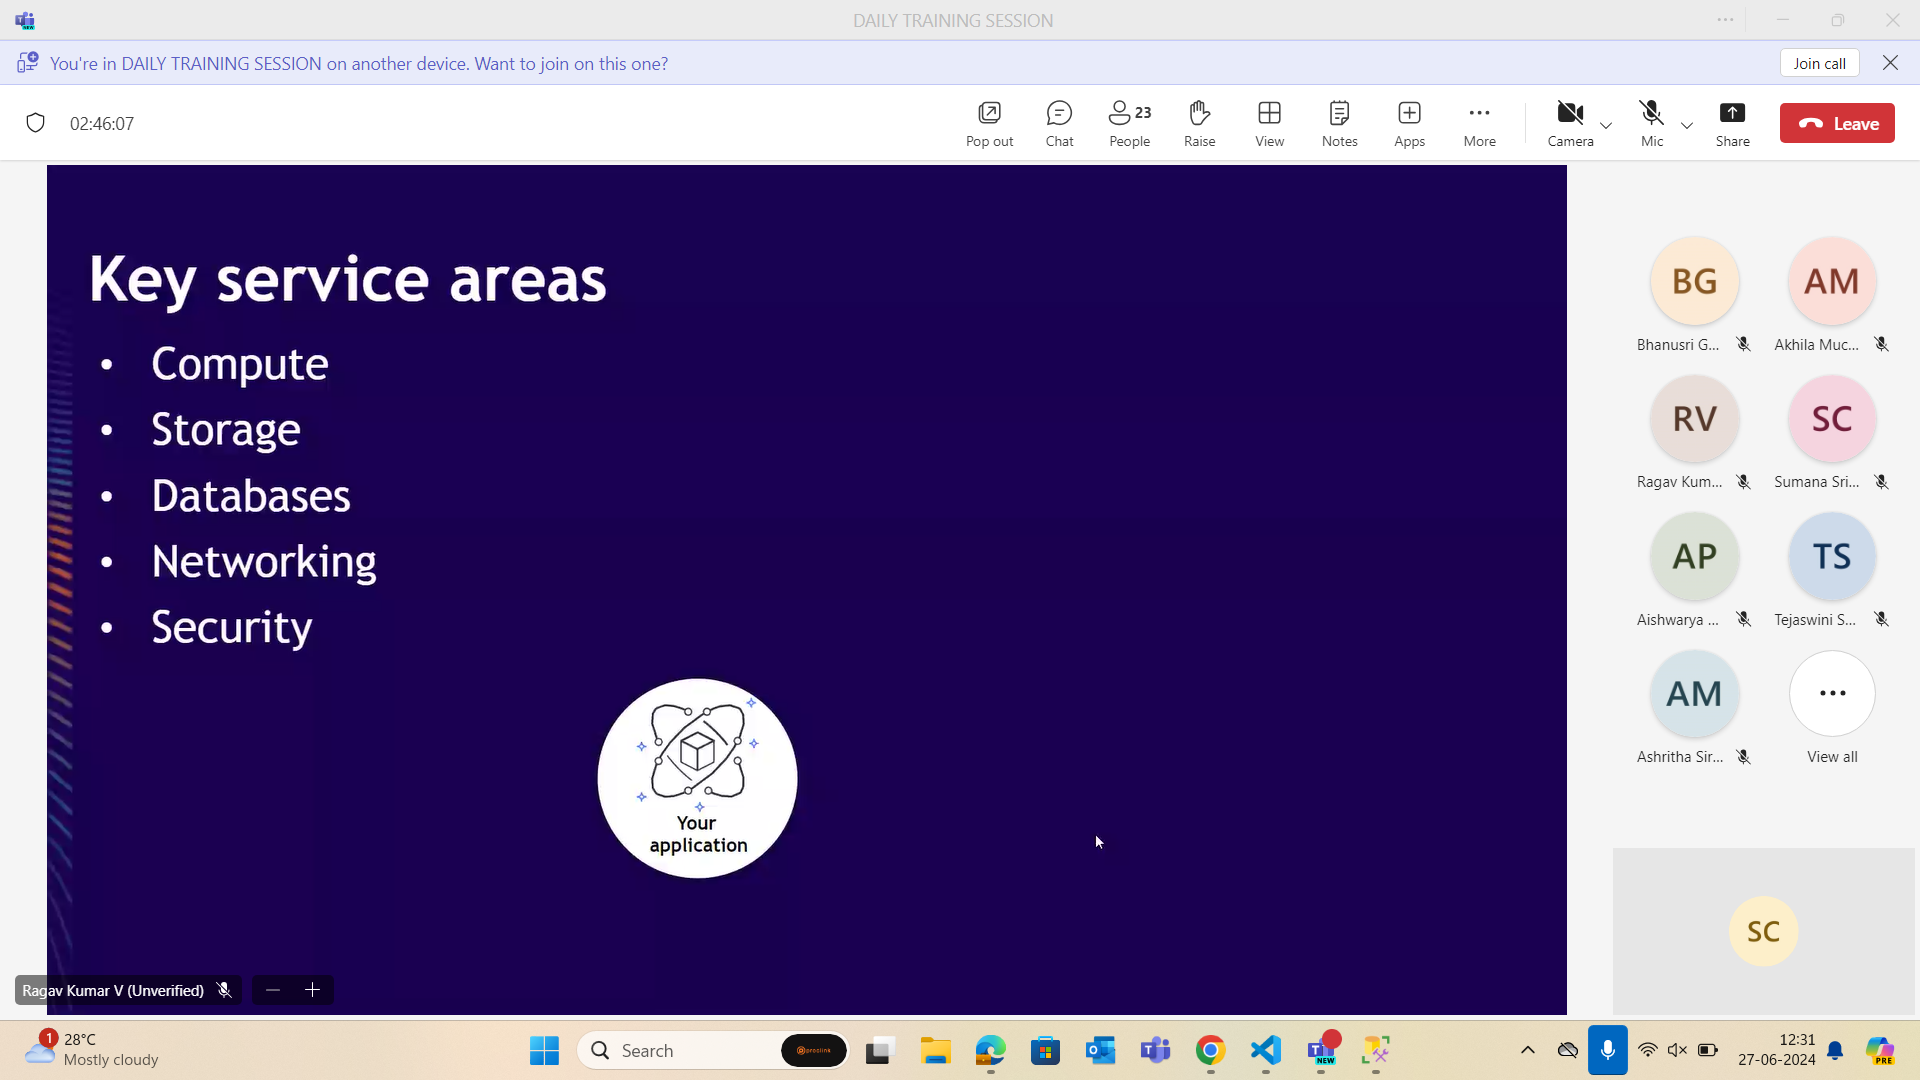 DAILY TRAINING SESSION
You're in DAILY TRAINING SESSION on another device. Want to join on this one?
Join call
02:46:07
Pop out
Chat
23
People
Raise
View
Notes
Apps
More
Camera
Mic
Share
Leave
Key service areas
• Compute
• Storage
• Databases
• Networking
• Security
Your
application
BG
AM
Bhanusri G...
Akhila Muc...
RV
SC
Ragav Kum...
Sumana Sri...
AP
TS
Aishwarya ...
Tejaswini S...
AM
Ashritha Sir...
View all
SC
Ragav Kumar V (Unverified)
1
28°C
Mostly cloudy
Search
proclink
NEW
PRE
12:31
27-06-2024